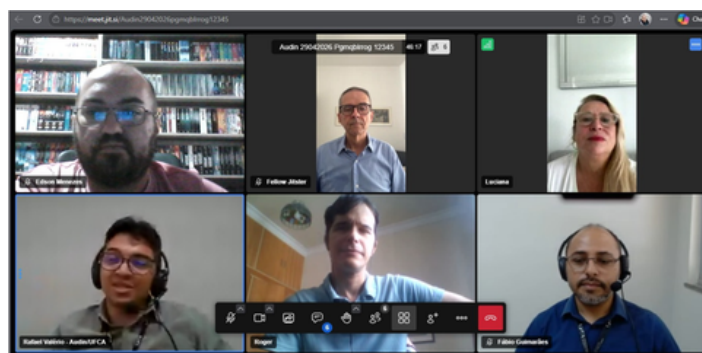 https://meet.jit.si/Audin29042026pgmqblmog12345
Audin 29042026 Pgmqblmog 12345
46:17
6
Edson Menezes
Fellow Jitster
Luciane
Rafael Valério - Audin/UFCA
Roger
Fábio Guimarães